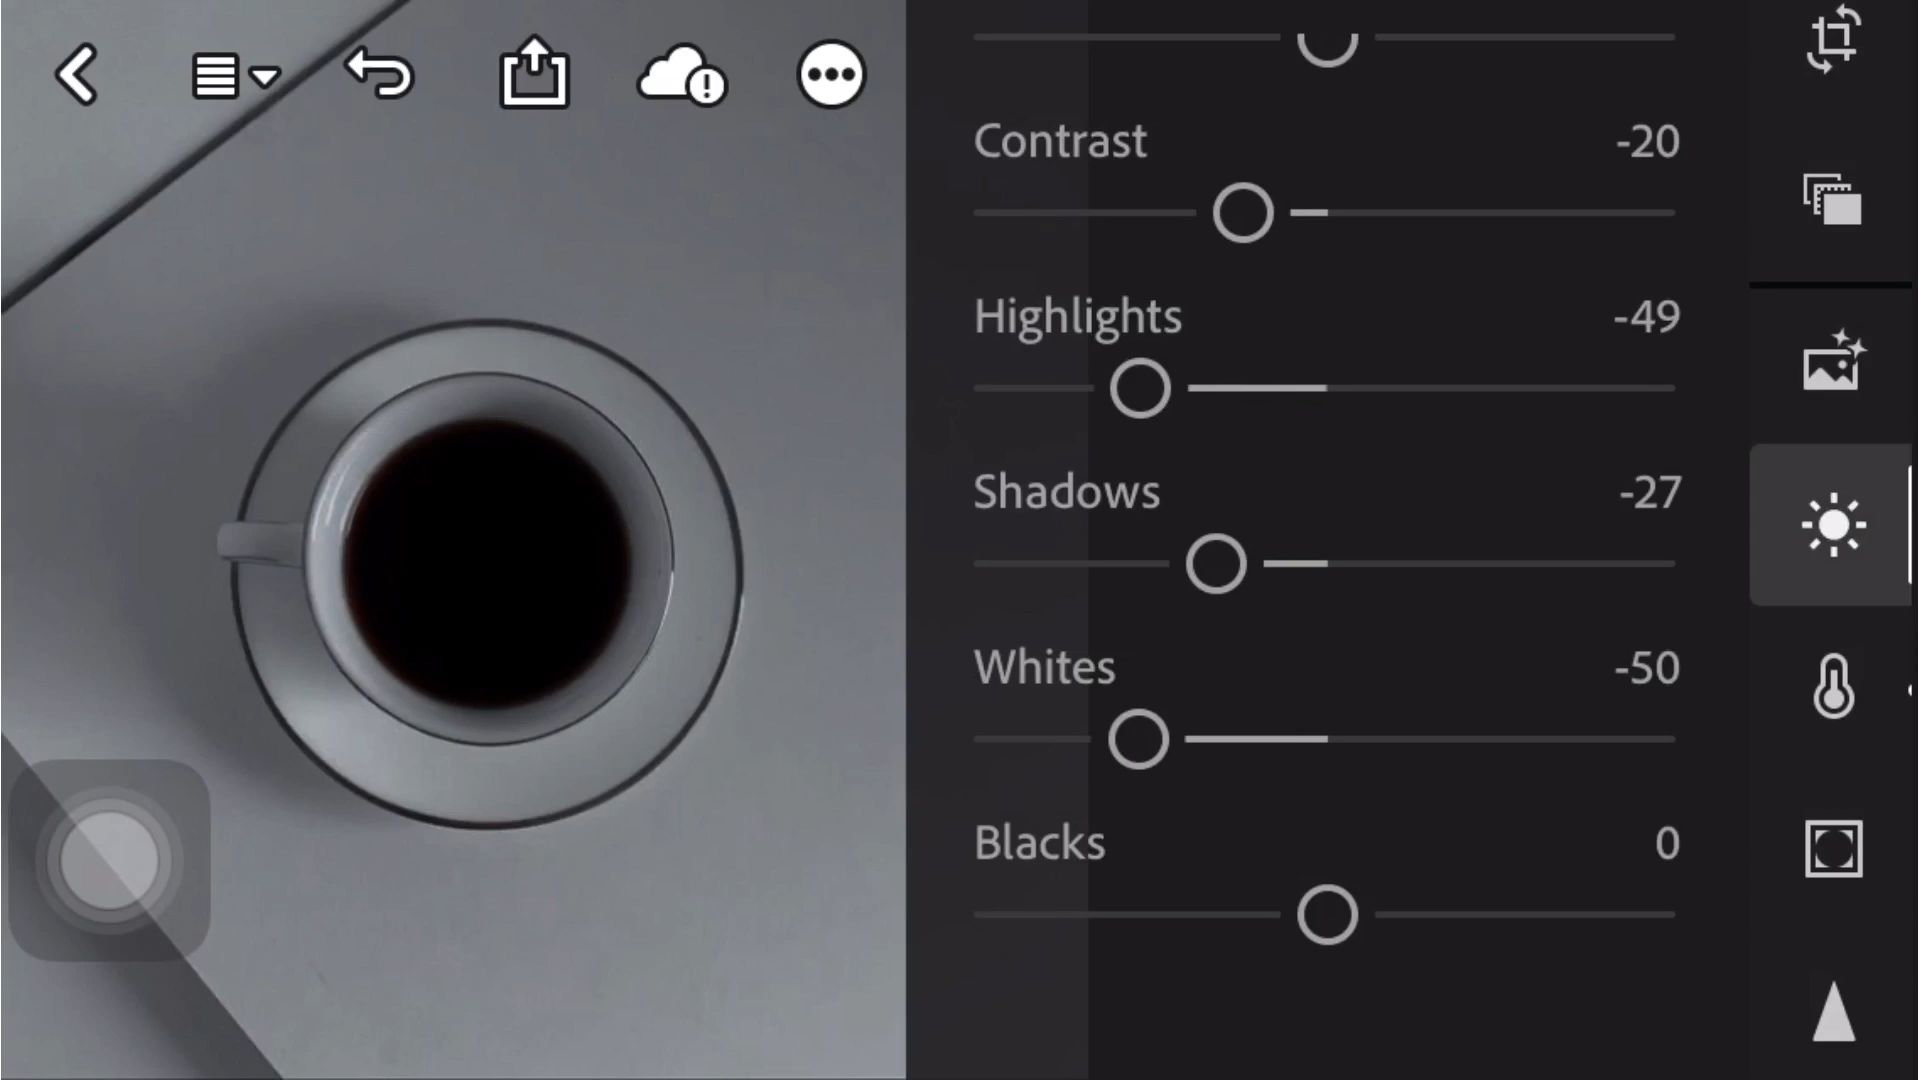 Contrast -20
Highlights -49
Shadows -27
Whites -50
Blacks 0